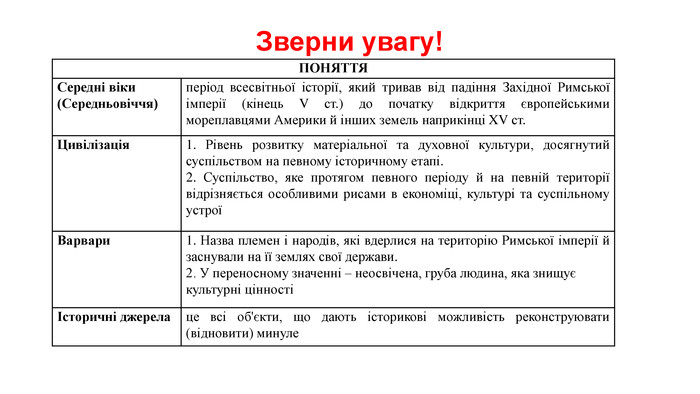 Зверни увагу!
ПОНЯТТЯ
Середні віки
(Середньовіччя)
період всесвітньої історії, який тривав від падіння Західної Римської
імперії (кінець V ст.) до початку відкриття європейськими
мореплавцями Америки й інших земель наприкінці XV ст.
Цивілізація
1. Рівень розвитку матеріальної та духовної культури, досягнутий
суспільством на певному історичному етапі.
2. Суспільство, яке протягом певного періоду й на певній території
відрізняється особливими рисами в економіці, культурі та суспільному
устрої
Варвари
1. Назва племен і народів, які вдерлися на територію Римської імперії й
заснували на її землях свої держави.
2. У переносному значенні – неосвічена, груба людина, яка знищує
культурні цінності
Історичні джерела
це всі об'єкти, що дають історикові можливість реконструювати
(відновити) минуле